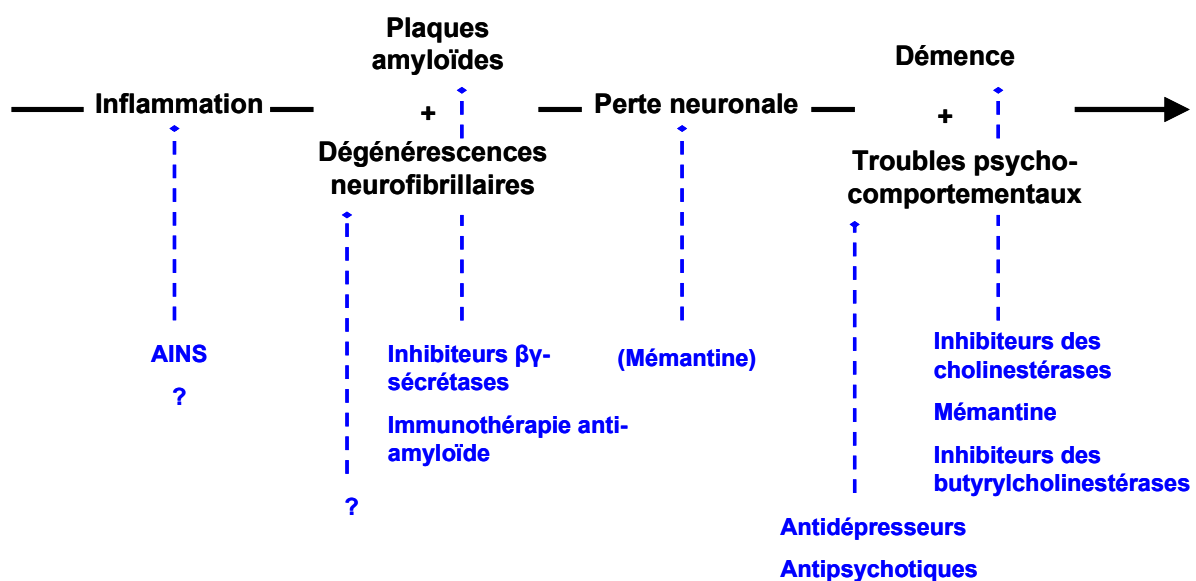 Plaques
amyloïdes
+
Dégénérescences
neurofibrillaires
Démence
+
Troubles psycho-
comportementaux
Inflammation
Perte neuronale
AINS
?
Inhibiteurs βγ-
sécrétases
Immunothérapie anti-
amyloïde
?
(Mémantine)
Inhibiteurs des
cholinestérases
Mémantine
Inhibiteurs des
butyrylcholinestérases
Antidépresseurs
Antipsychotiques